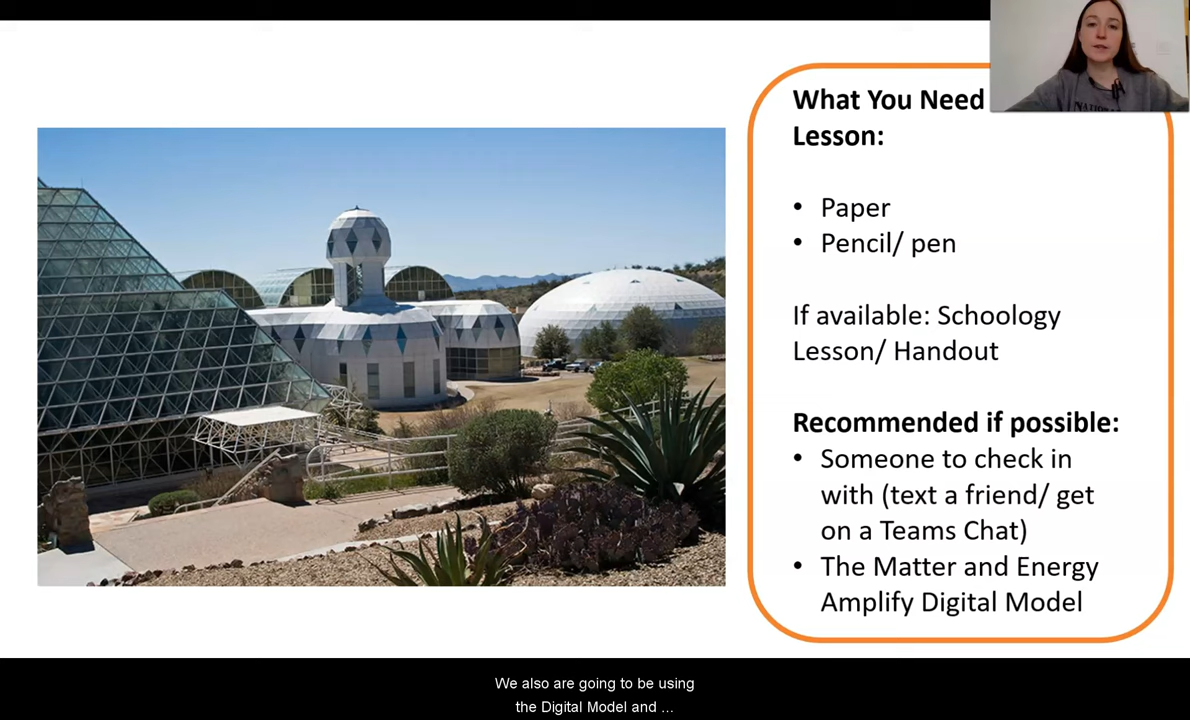 What You Need
Lesson:
• Paper
• Pencil/ pen
If available: Schoology
Lesson/ Handout
Recommended if possible:
• Someone to check in
with (text a friend/ get
on a Teams Chat)
• The Matter and Energy
Amplify Digital Model
We also are going to be using
the Digital Model and ...